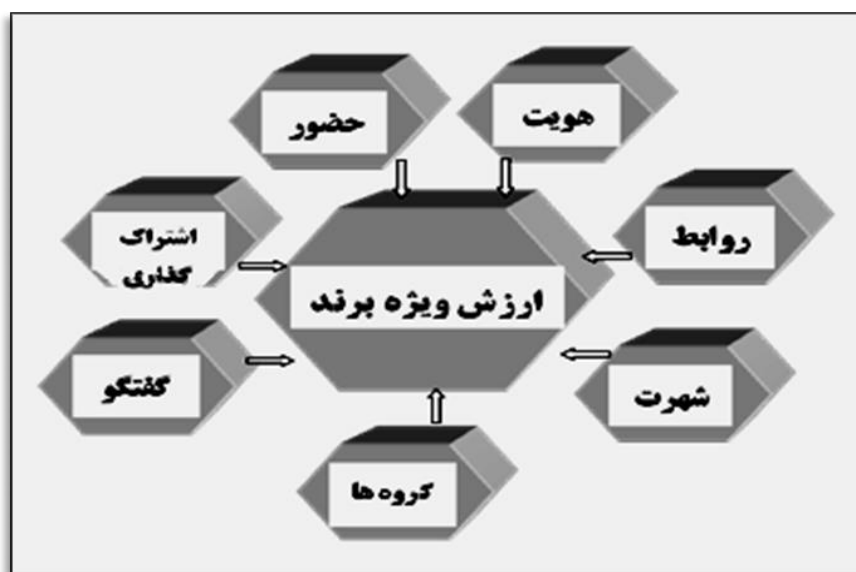 هویت
حضور
روابط
اشتراک
گذاری
ارزش ویژه برند
شهرت
گفتگو
گروه ها